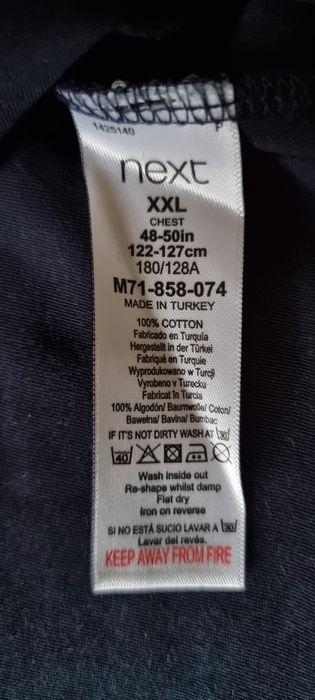 1425140 P
next
XXL
CHEST
48-50in
122-127cm
180/128A
M71-858-074
MADE IN TURKEY
100% COTTON
Fabricado en Turquía
Hergestellt in der Türkei
Fabriqué en Turquie
Wyprodukowano w Turcji
Vyrobeno v Turecku
Fabricat în Turcia
100% Algodón/ Baumwolle/ Coton/
Bawełna/ Bavlna/ Bumbac
IF IT'S NOT DIRTY WASH AT 30
40
Wash inside out
Re-shape whilst damp
Flat dry
Iron on reverse
SI NO ESTÁ SUCIO LAVAR A 30
Lavar del revés.
KEEP AWAY FROM FIRE